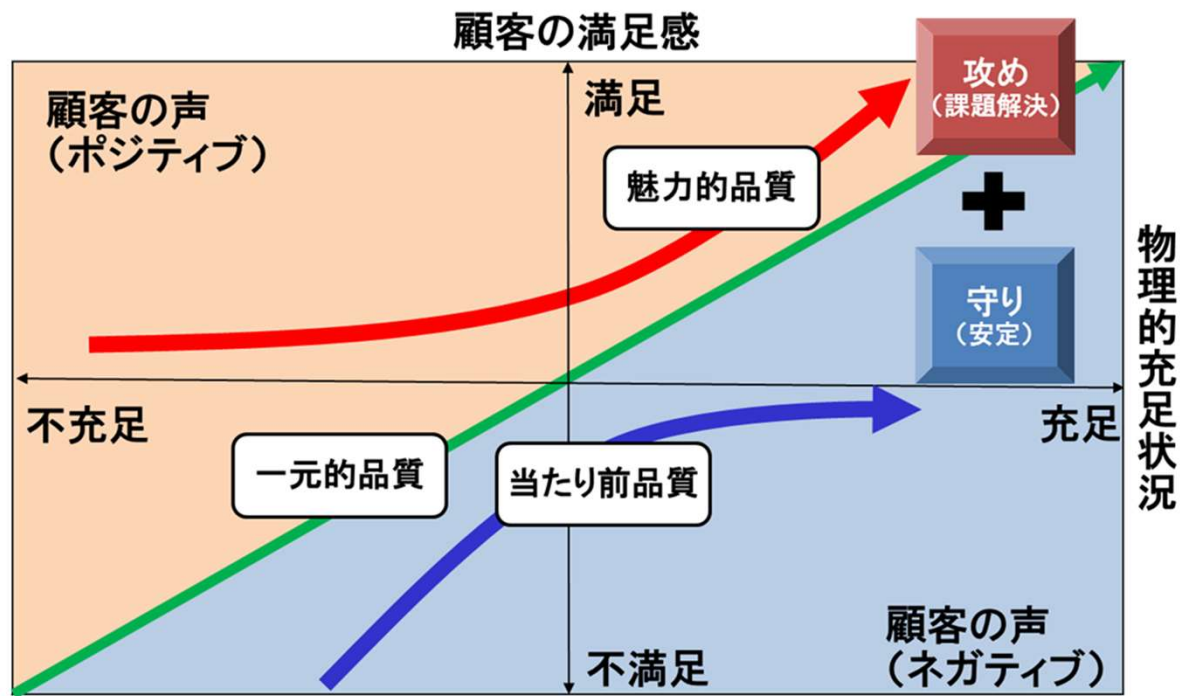 顧客の満足感
顧客の声
（ポジティブ）
満足
攻め
（課題解決）
魅力的品質
守り
（安定）
物理的充足状況
不充足
充足
一元的品質
当たり前品質
顧客の声
（ネガティブ）
不満足